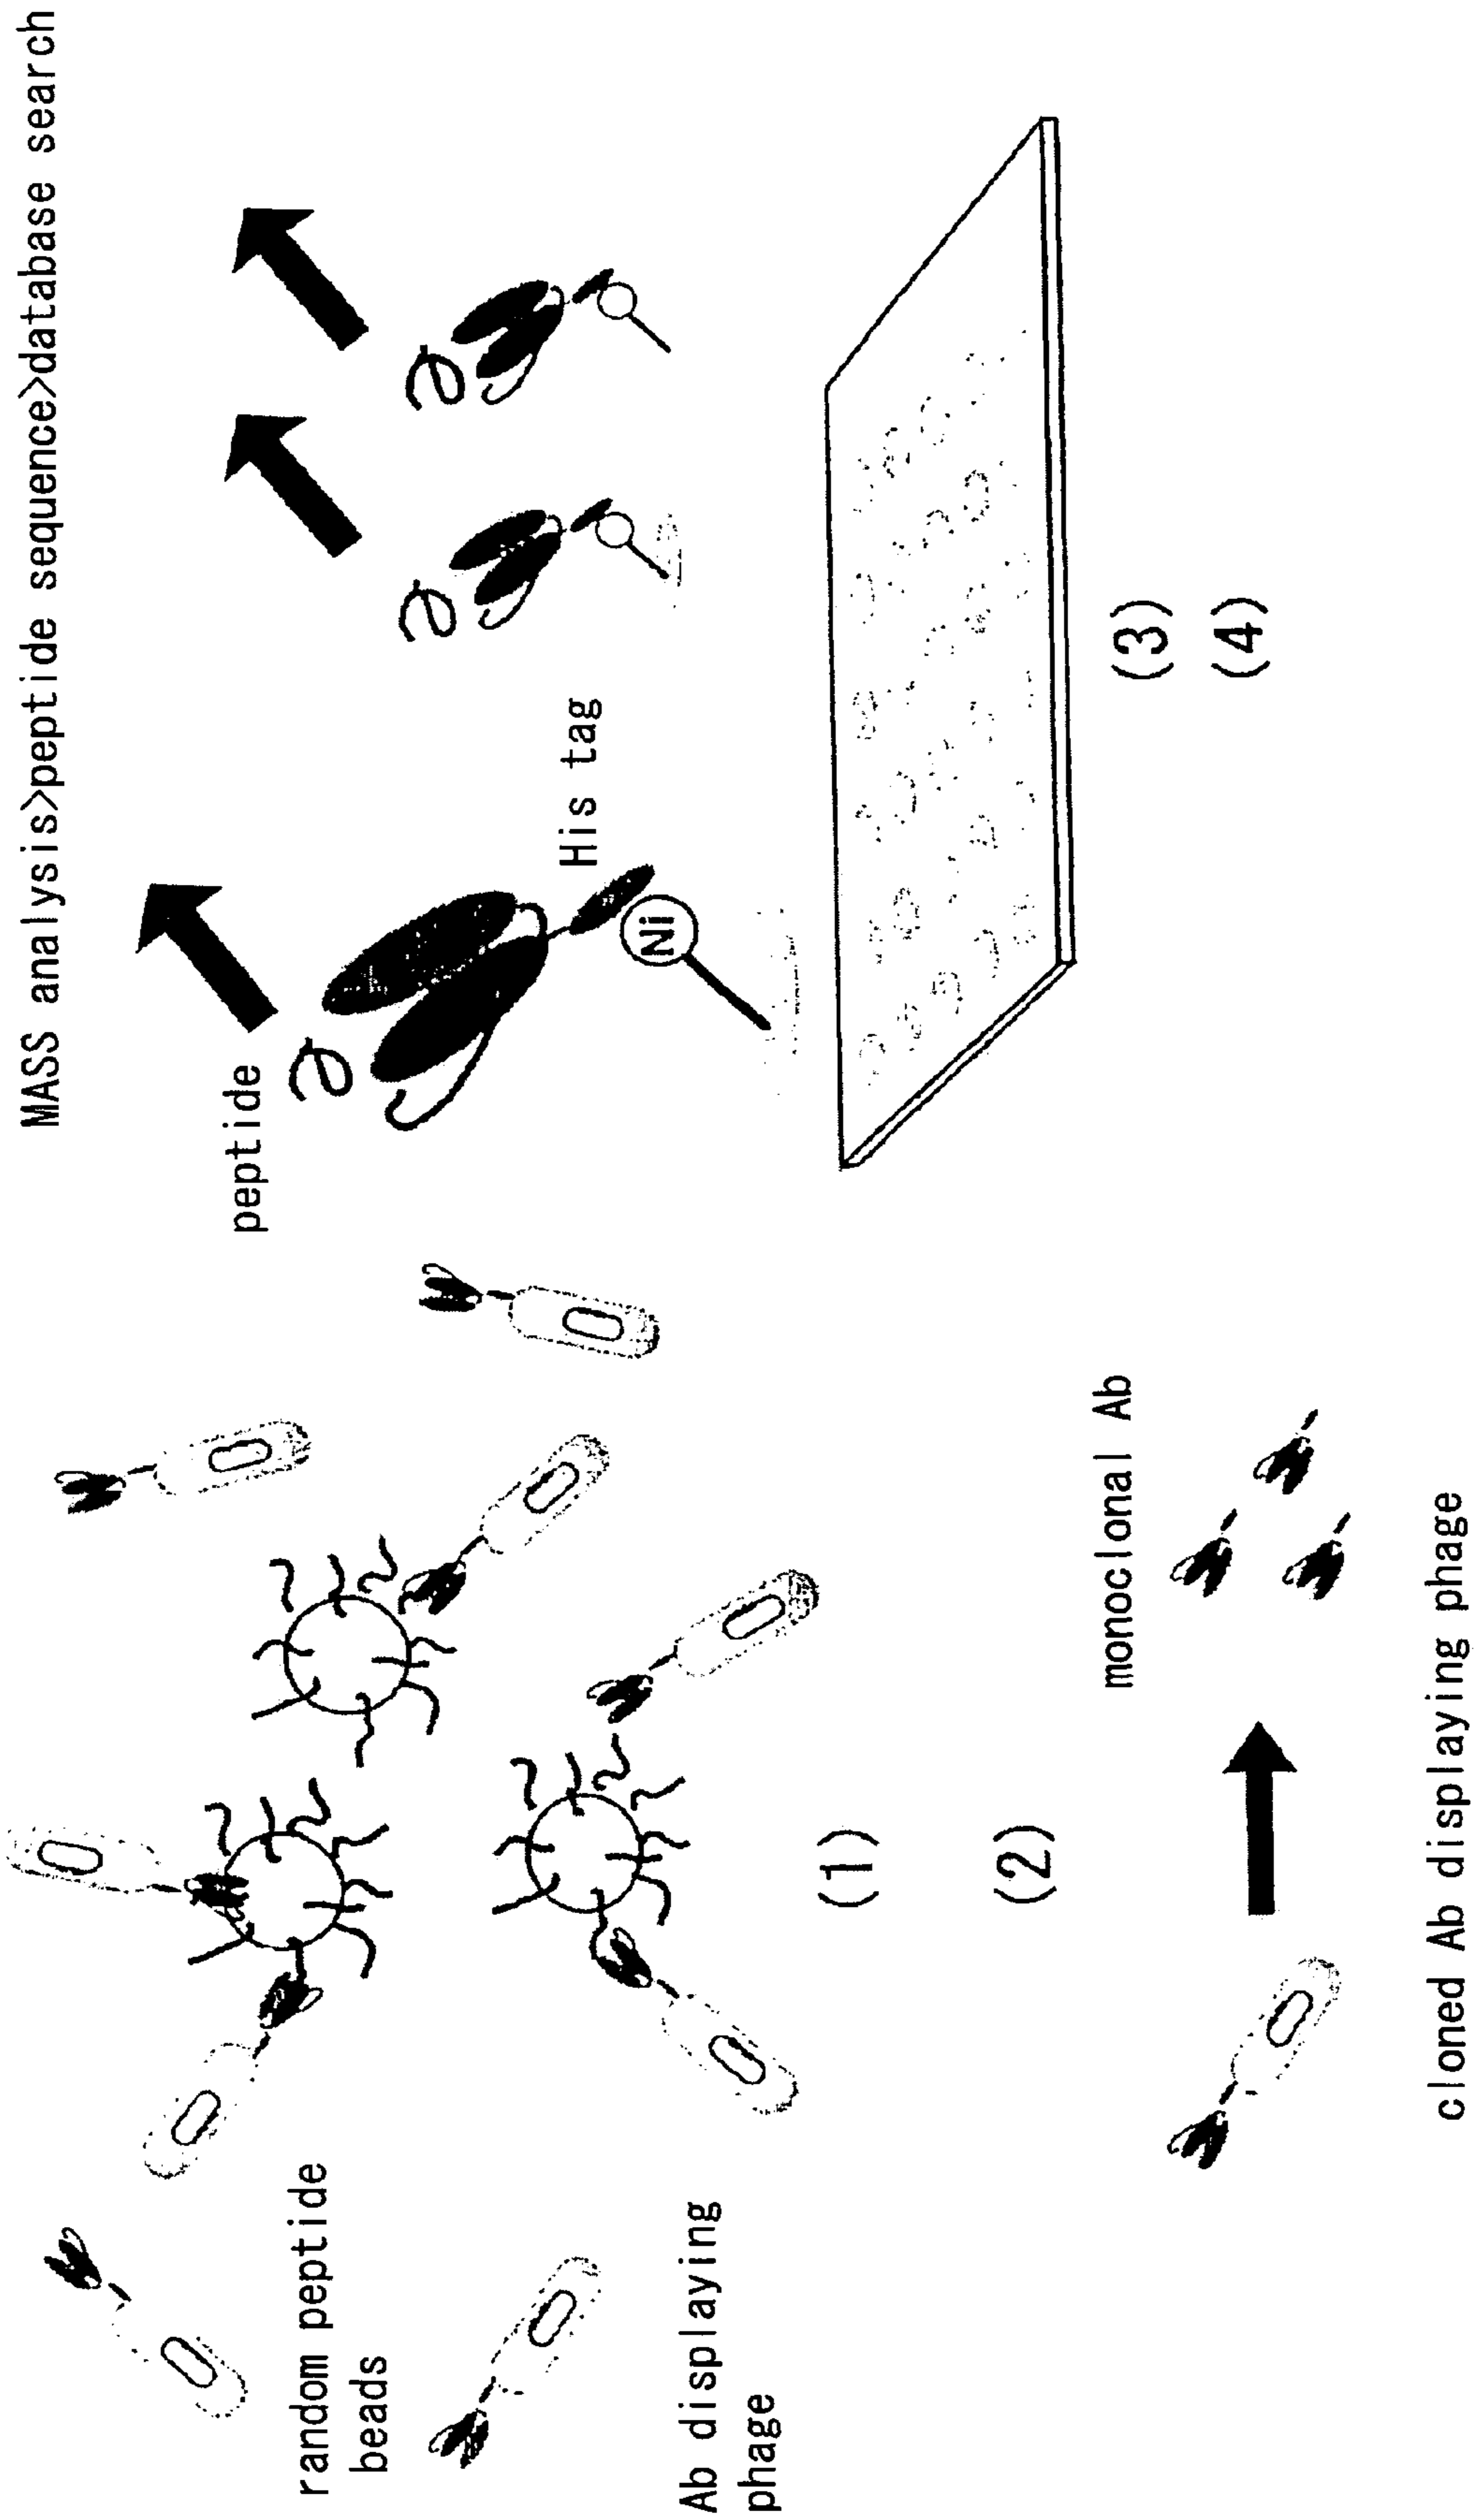 random peptide
beads
Ab displaying
phage
(1)
(2)
monoclonal Ab
cloned Ab displaying phage
MASS analysis>peptide sequence>database search
peptide
His tag
Ni
(3)
(4)